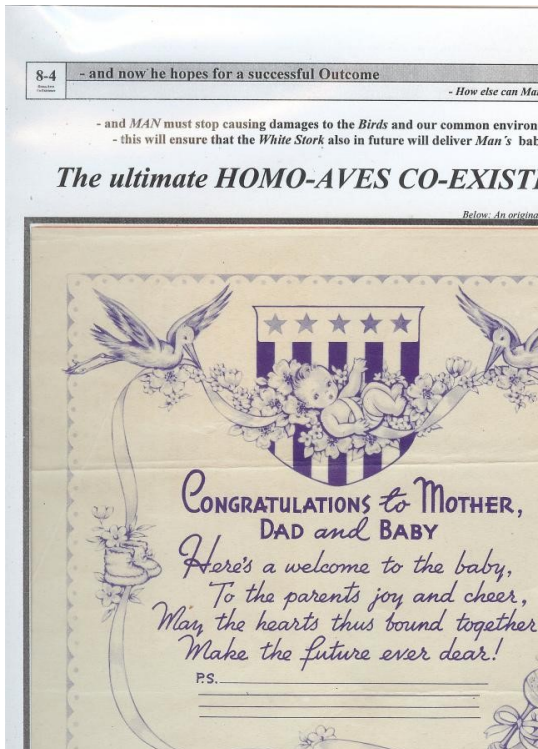 8-4
- and now he hopes for a successful Outcome
- How else can Ma
- and MAN must stop causing damages to the Birds and our common environ
- this will ensure that the White Stork also in future will deliver Man´s bab
The ultimate HOMO-AVES CO-EXIST
Below: An origina
CONGRATULATIONS to MOTHER,
DAD and BABY
Here's a welcome to the baby,
To the parents joy and cheer,
May the hearts thus bound together
Make the future ever dear!
P.S.